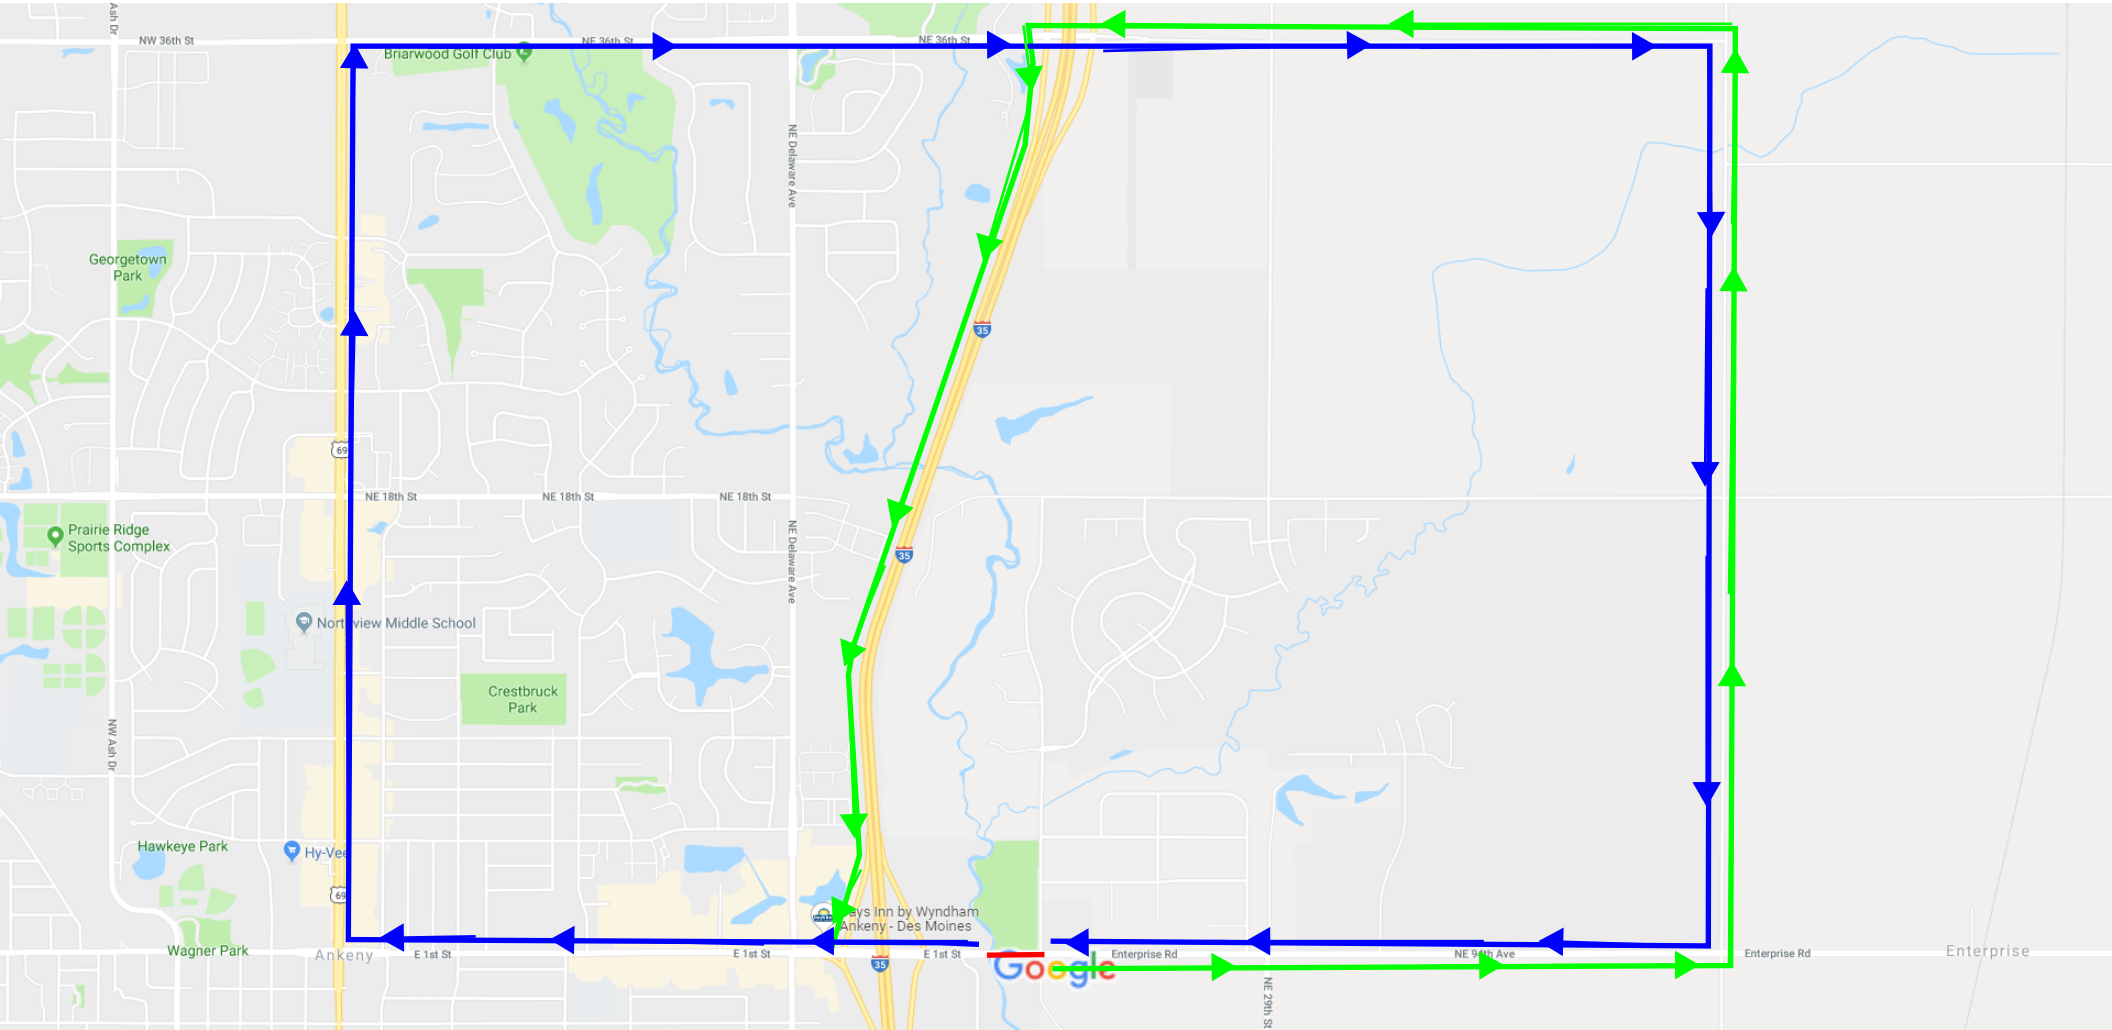 Ash Dr
NW 36th St
NE 36th St
NE 36th St
Briarwood Golf Club
NE Delaware Ave
Georgetown
Park
35
69
NE 18th St
NE 18th St
NE 18th St
Prairie Ridge
Sports Complex
NE Delaware Ave
35
Northview Middle School
Crestbruck
Park
NW Ash Dr
Hawkeye Park
Hy-Vee
69
Days Inn by Wyndham
Ankeny - Des Moines
Wagner Park
Ankeny
E 1st St
E 1st St
E 1st St
35
Google
Enterprise Rd
NE 94th Ave
Enterprise Rd
Enterprise
NE 29th St